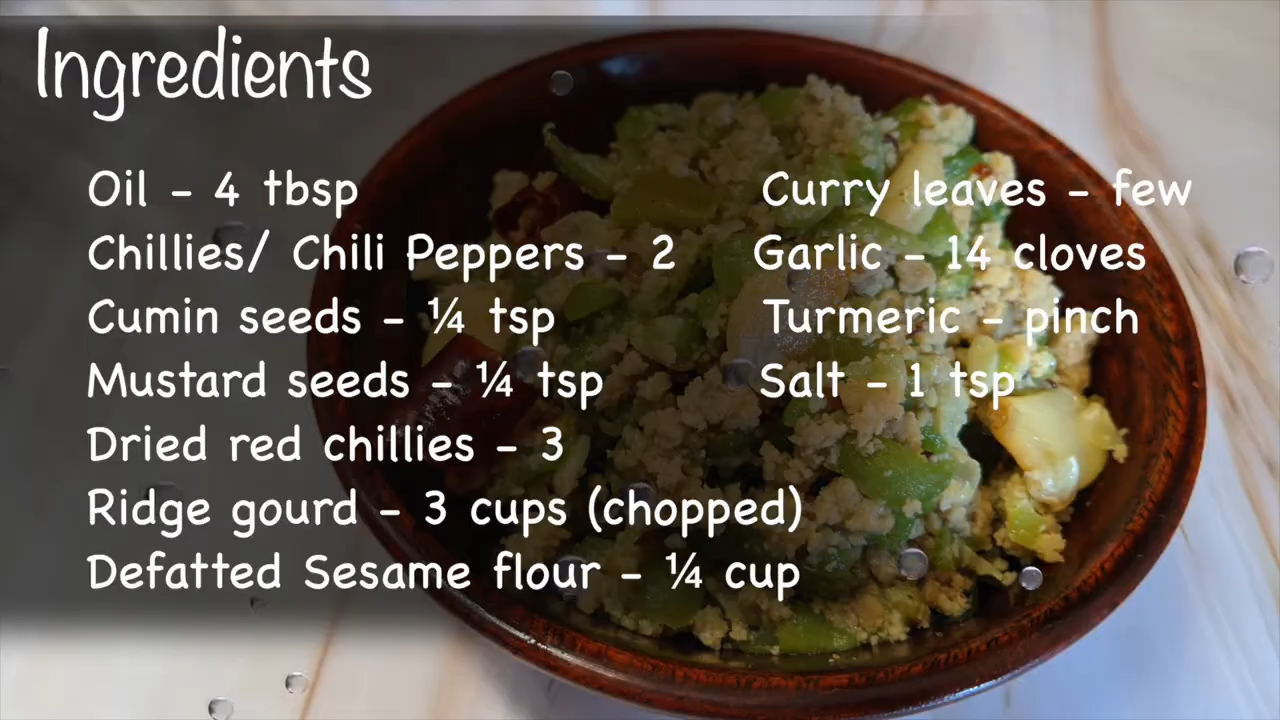 Ingredients
Oil - 4 tbsp
Chillies/ Chili Peppers - 2
Cumin seeds - ¼ tsp
Mustard seeds - ¼ tsp
Dried red chillies - 3
Ridge gourd - 3 cups (chopped)
Defatted Sesame flour - ¼ cup
Curry leaves - few
Garlic - 14 cloves
Turmeric - pinch
Salt - 1 tsp